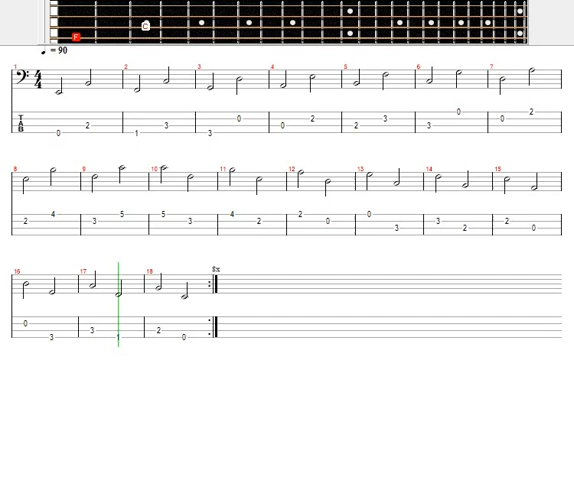 C
F
♩ = 90
1 2 3 4 5 6 7
4
4
T
A
B
0 2
0 2 3 0
2 3 0 2 3
0 1 3
8 9 10 11 12 13 14 15
4 5 5 4 2 0
2 3 3 2 0 3 2
3 2 0
16 17 18 8x
0
3 2
3 1 0